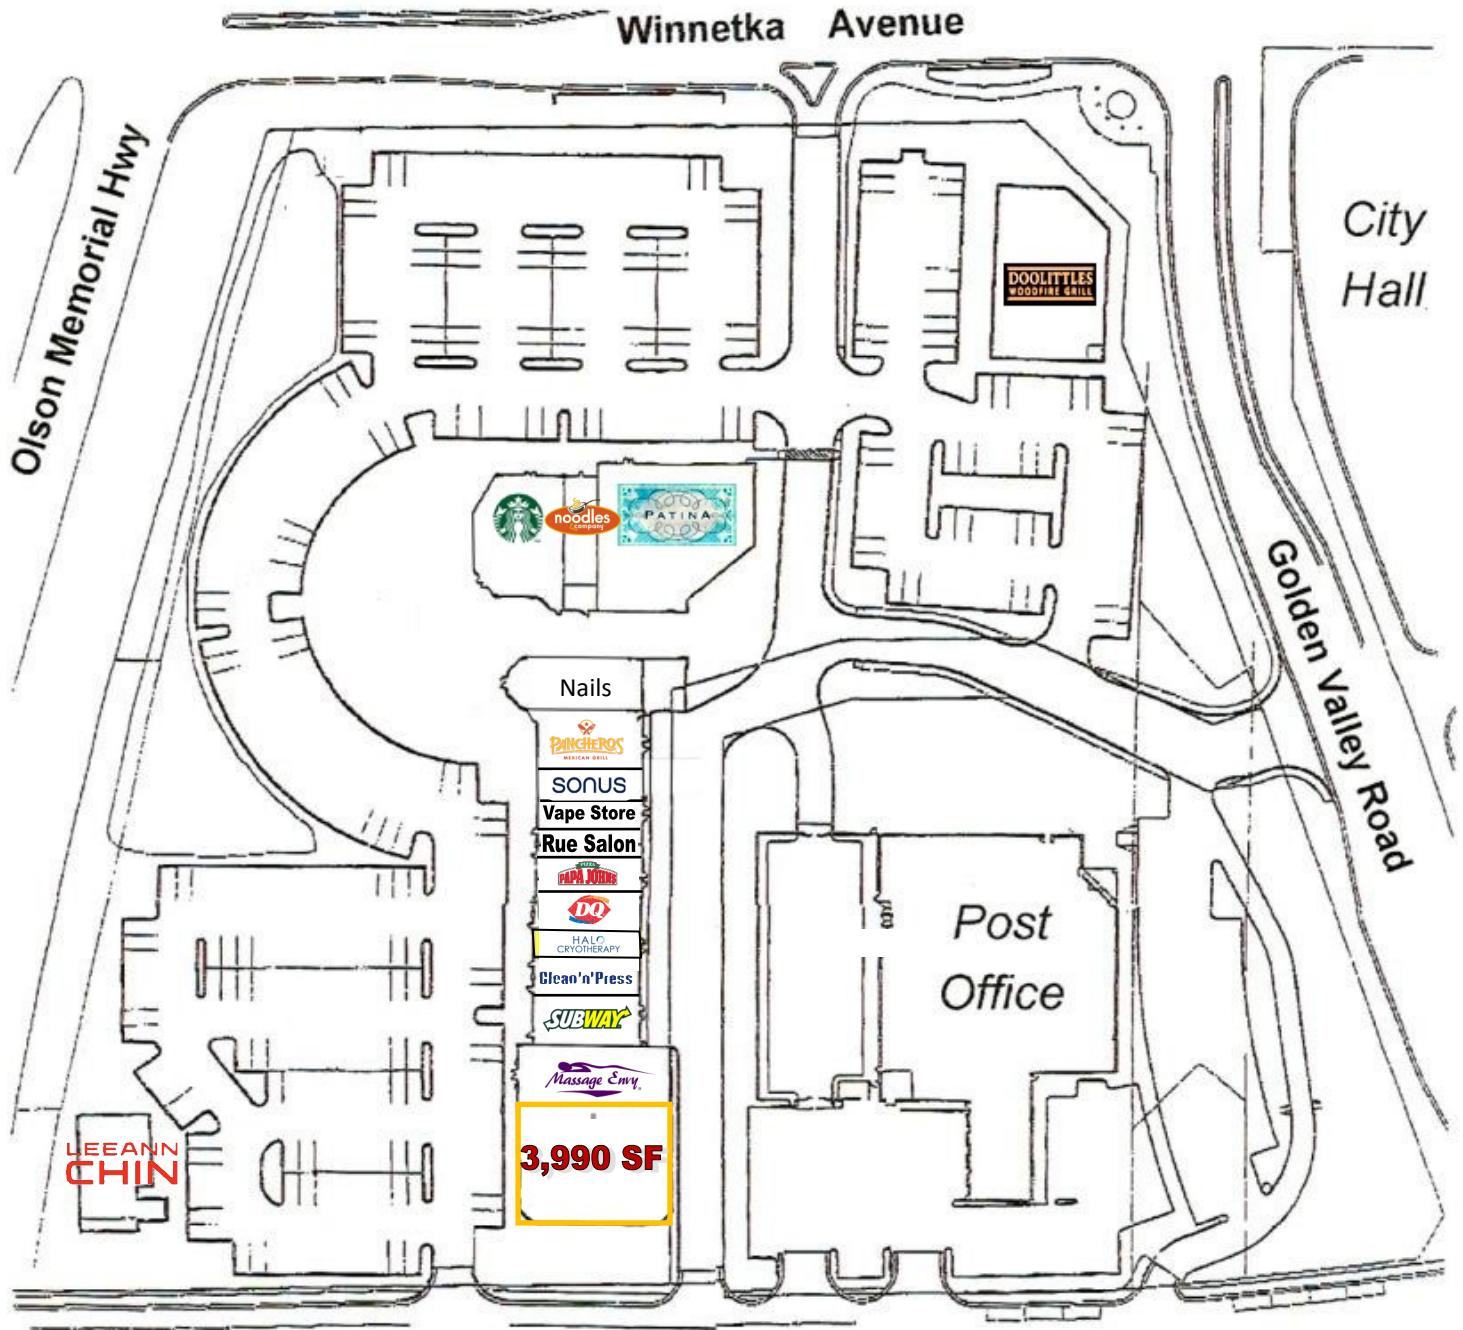 Winnetka Avenue
Olson Memorial Hwy
City
Hall
DOOLITTLES
WOODFIRE GRILL
noodles
& company
PATINA
Golden Valley Road
Nails
PANCHEROS
MEXICAN GRILL
SONUS
Vape Store
Rue Salon
PIZZA
PAPA JOHNS
DQ
HALO
CRYOTHERAPY
Clean'n'Press
SUBWAY
Massage Envy
Post
Office
LEEANN
CHIN
3,990 SF